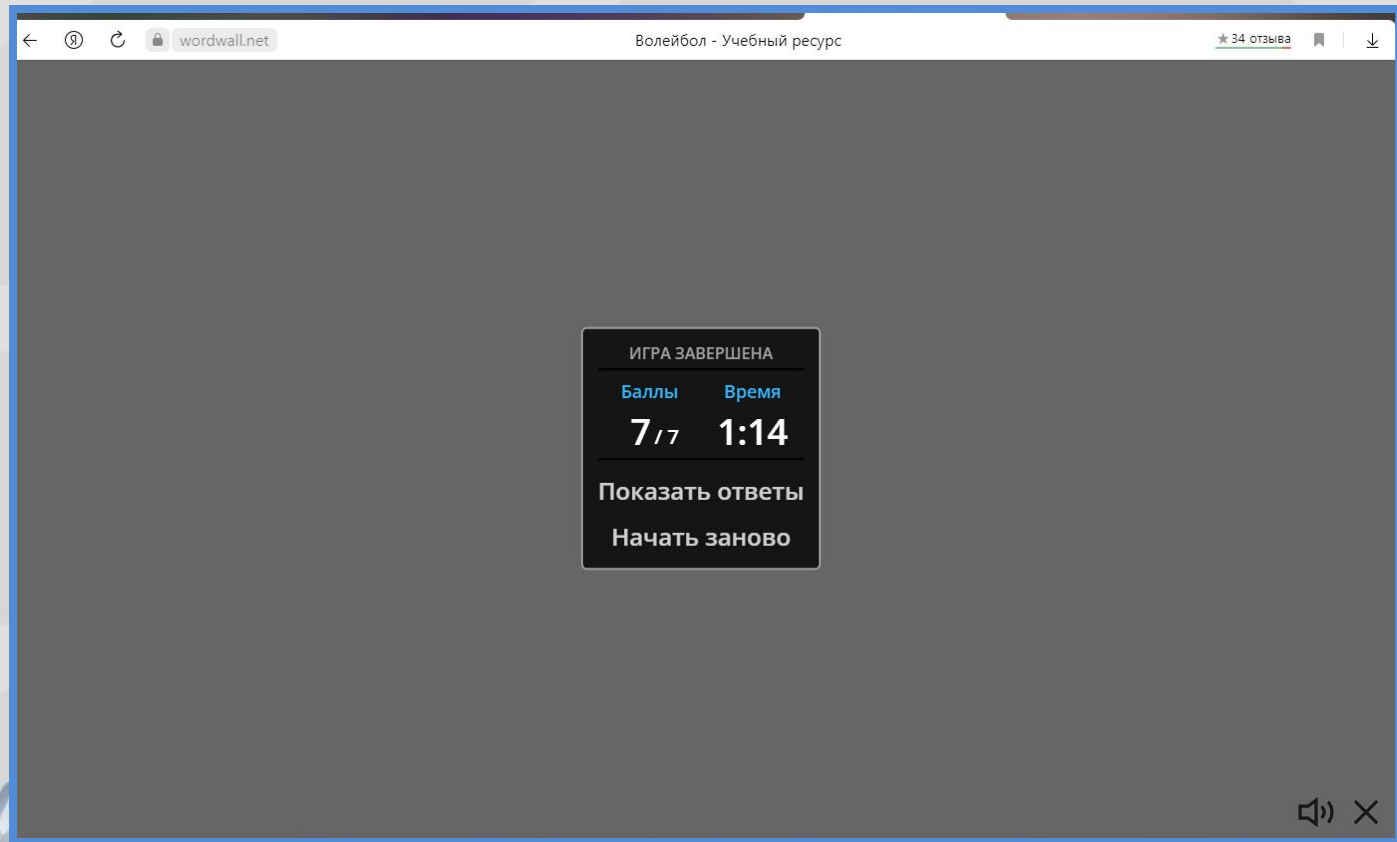 wordwall.net
Волейбол - Учебный ресурс
★ 34 отзыва
ИГРА ЗАВЕРШЕНА
Баллы Время
7 / 7 1:14
Показать ответы
Начать заново